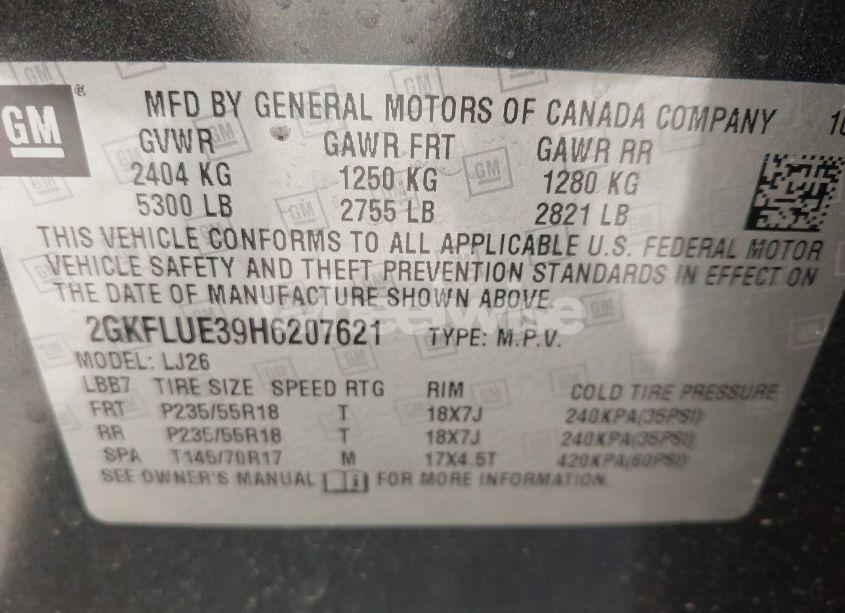 GM ®
MFD BY GENERAL MOTORS OF CANADA COMPANY 10
GVWR GAWR FRT GAWR RR
2404 KG 1250 KG 1280 KG
5300 LB 2755 LB 2821 LB
THIS VEHICLE CONFORMS TO ALL APPLICABLE U.S. FEDERAL MOTOR
VEHICLE SAFETY AND THEFT PREVENTION STANDARDS IN EFFECT ON
THE DATE OF MANUFACTURE SHOWN ABOVE.
2GKFLUE39H6207621 TYPE: M.P.V.
MODEL: LJ26
LBB7 TIRE SIZE SPEED RTG RIM COLD TIRE PRESSURE
FRT P235/55R18 T 18X7J 240KPA(35PSI)
RR P235/55R18 T 18X7J 240KPA(35PSI)
SPA T145/70R17 M 17X4.5T 420KPA(60PSI)
SEE OWNER'S MANUAL FOR MORE INFORMATION.